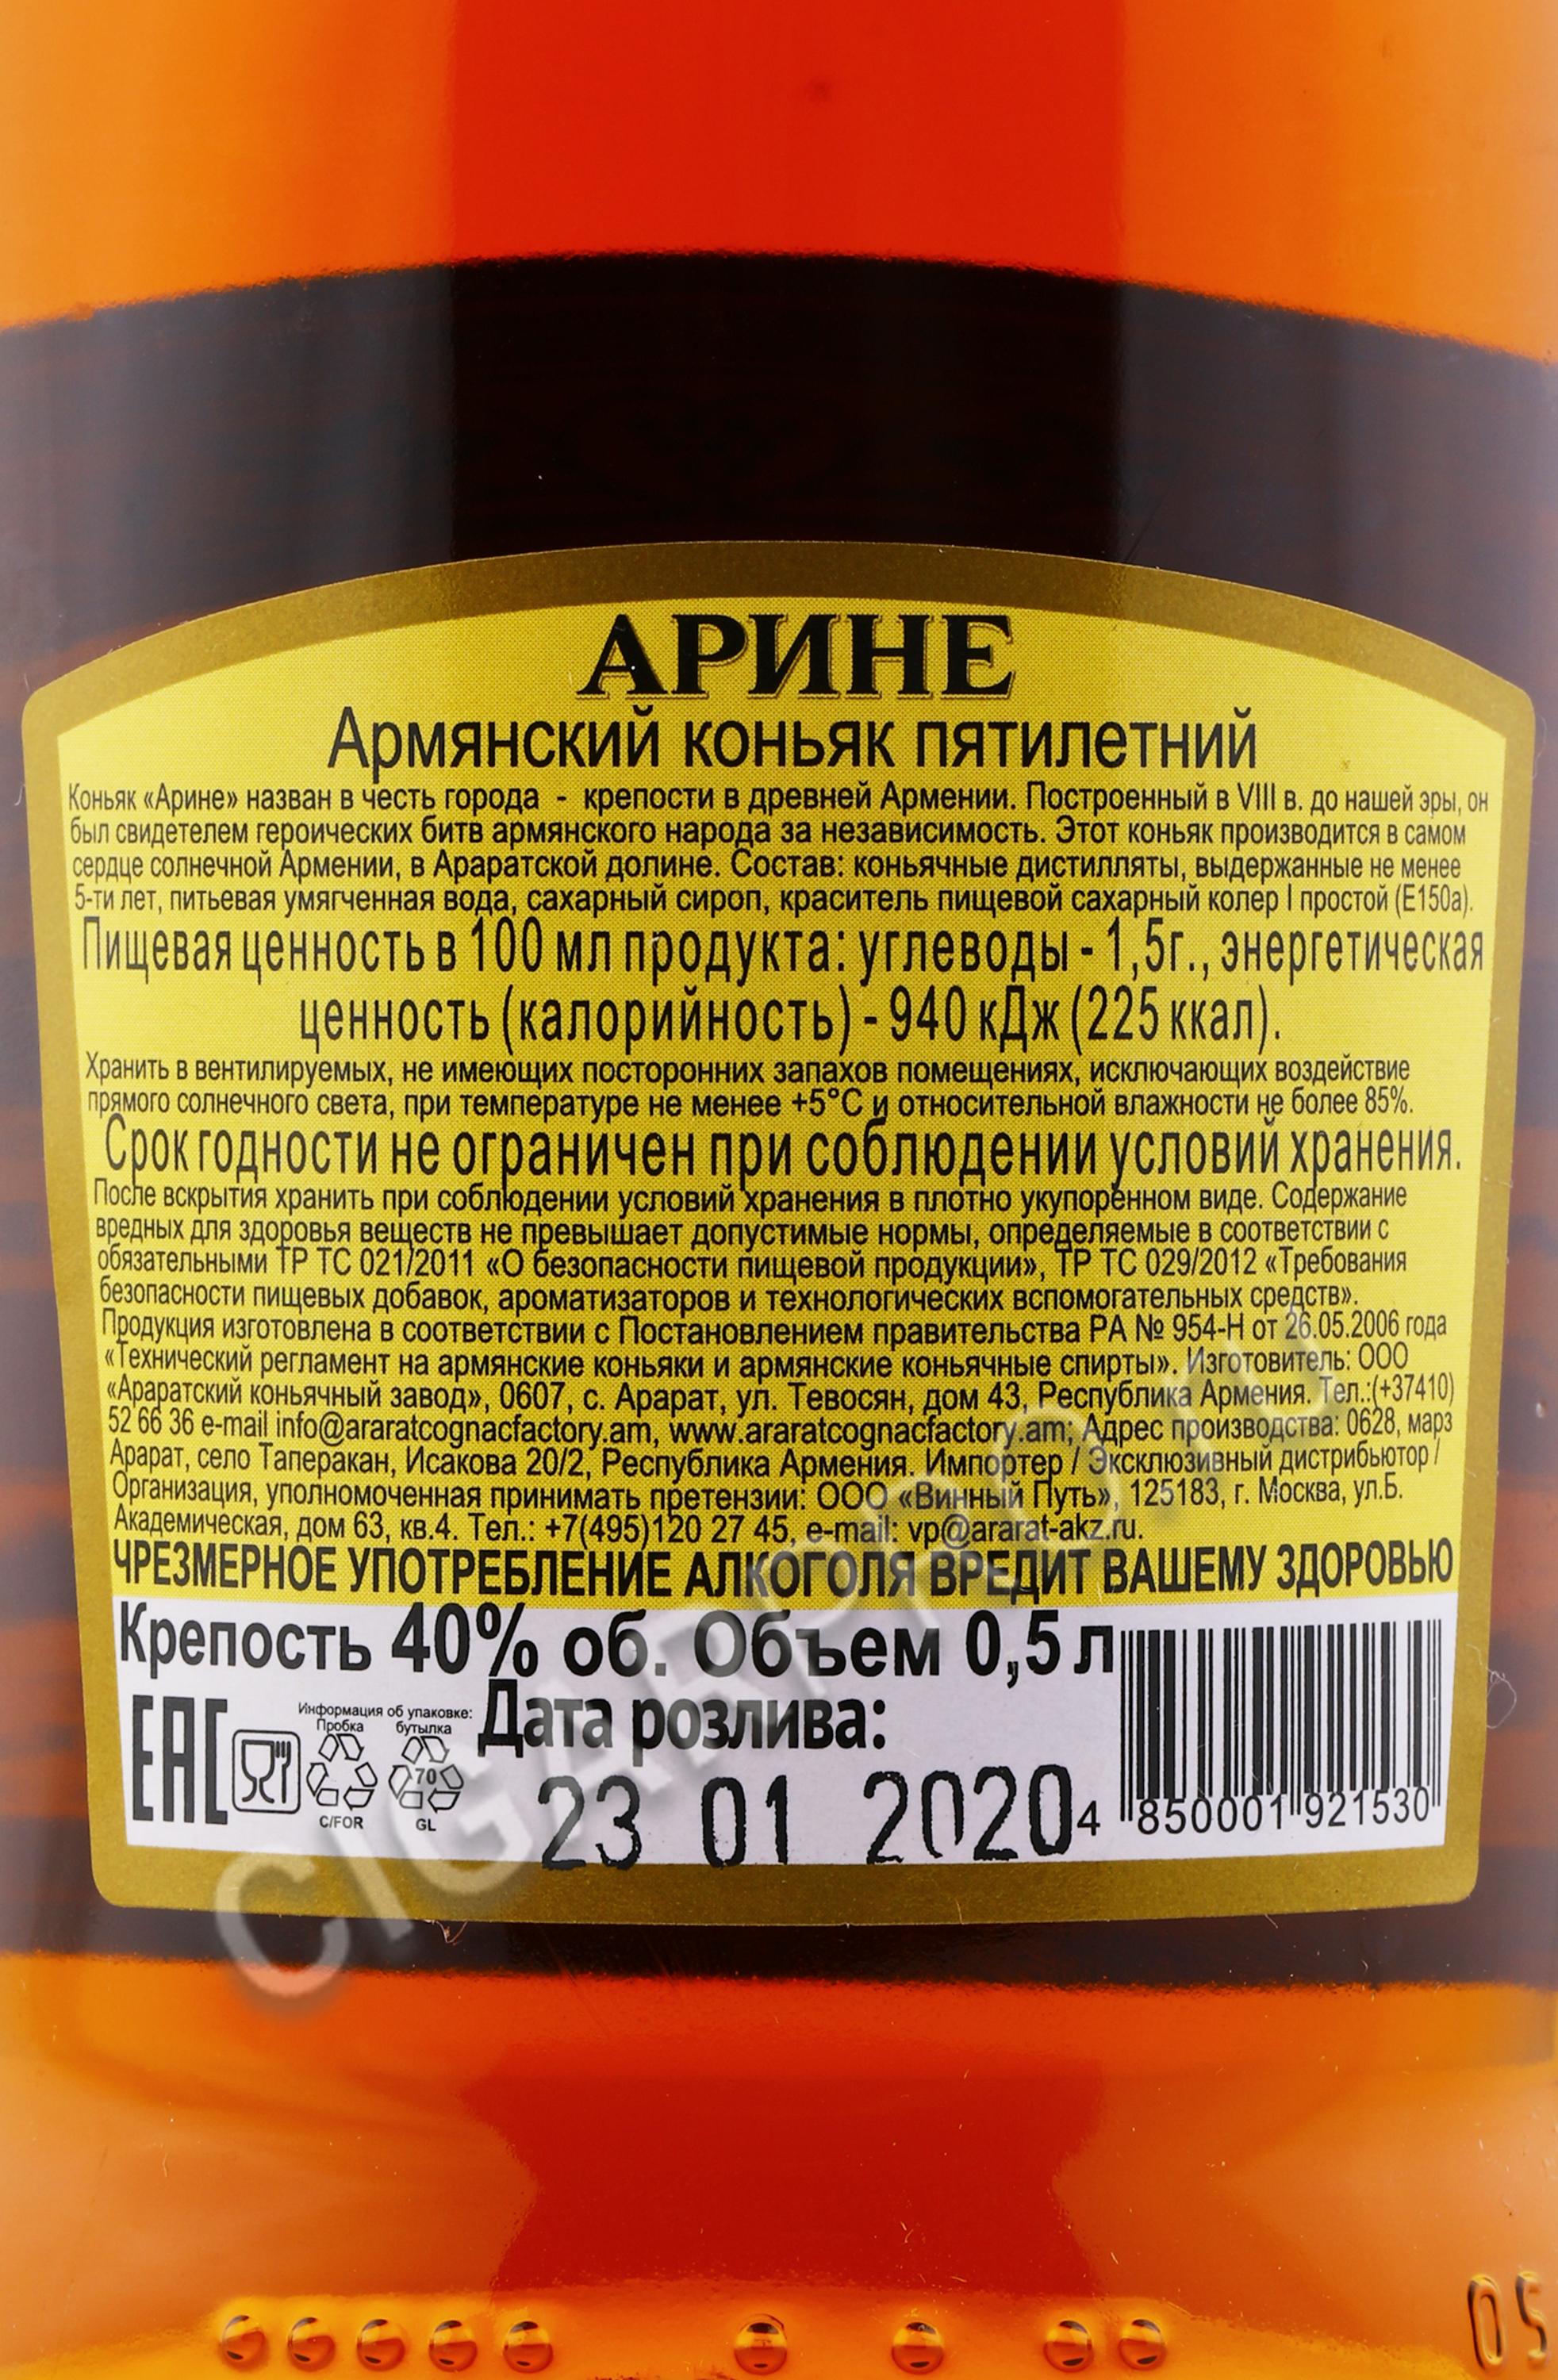 АРИНЕ
Армянский коньяк пятилетний
Коньяк «Арине» назван в честь города - крепости в древней Армении. Построенный в VIII в. до нашей эры, он
был свидетелем героических битв армянского народа за независимость. Этот коньяк производится в самом
сердце солнечной Армении, в Араратской долине. Состав: коньячные дистилляты, выдержанные не менее
5-ти лет, питьевая умягченная вода, сахарный сироп, краситель пищевой сахарный колер I простой (Е150а).
Пищевая ценность в 100 мл продукта: углеводы - 1,5г., энергетическая
ценность (калорийность) - 940 кДж (225 ккал).
Хранить в вентилируемых, не имеющих посторонних запахов помещениях, исключающих воздействие
прямого солнечного света, при температуре не менее +5°С и относительной влажности не более 85%.
Срок годности не ограничен при соблюдении условий хранения.
После вскрытия хранить при соблюдении условий хранения в плотно укупоренном виде. Содержание
вредных для здоровья веществ не превышает допустимые нормы, определяемые в соответствии с
обязательными ТР ТС 021/2011 «О безопасности пищевой продукции», ТР ТС 029/2012 «Требования
безопасности пищевых добавок, ароматизаторов и технологических вспомогательных средств».
Продукция изготовлена в соответствии с Постановлением правительства РА № 954-Н от 26.05.2006 года
«Технический регламент на армянские коньяки и армянские коньячные спирты». Изготовитель: ООО
«Араратский коньячный завод», 0607, с. Арарат, ул. Тевосян, дом 43, Республика Армения. Тел.:(+37410)
52 66 36 e-mail info@araratcognacfactory.am, www.araratcognacfactory.am; Адрес производства: 0628, марз
Арарат, село Таперакан, Исакова 20/2, Республика Армения. Импортер / Эксклюзивный дистрибьютор /
Организация, уполномоченная принимать претензии: ООО «Винный Путь», 125183, г. Москва, ул.Б.
Академическая, дом 63, кв.4. Тел.: +7(495)120 27 45, e-mail: vp@ararat-akz.ru.
ЧРЕЗМЕРНОЕ УПОТРЕБЛЕНИЕ АЛКОГОЛЯ ВРЕДИТ ВАШЕМУ ЗДОРОВЬЮ
Крепость 40% об. Объем 0,5 л
EAC
Информация об упаковке:
Пробка бутылка
70
C/FOR GL
Дата розлива:
23 01 2020
4 850001 921530
CIGARPRO.RU
05